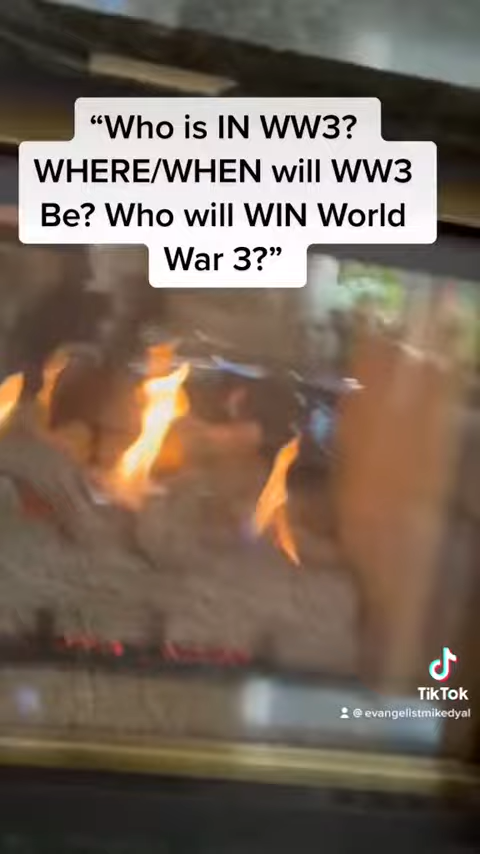 “Who is IN WW3?
WHERE/WHEN will WW3
Be? Who will WIN World
War 3?”
TikTok
@evangelistmikedyal